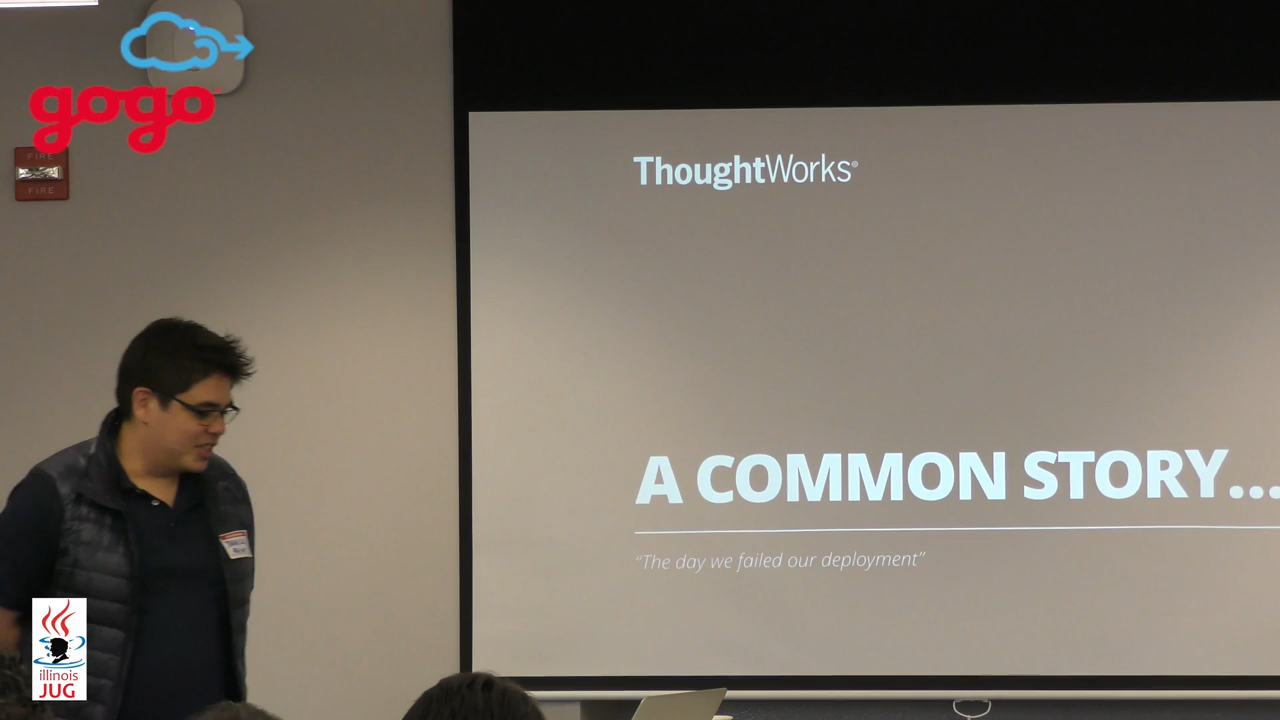 gogo
FIRE
FIRE
ThoughtWorks®
A COMMON STORY...
“The day we failed our deployment”
illinois
JUG